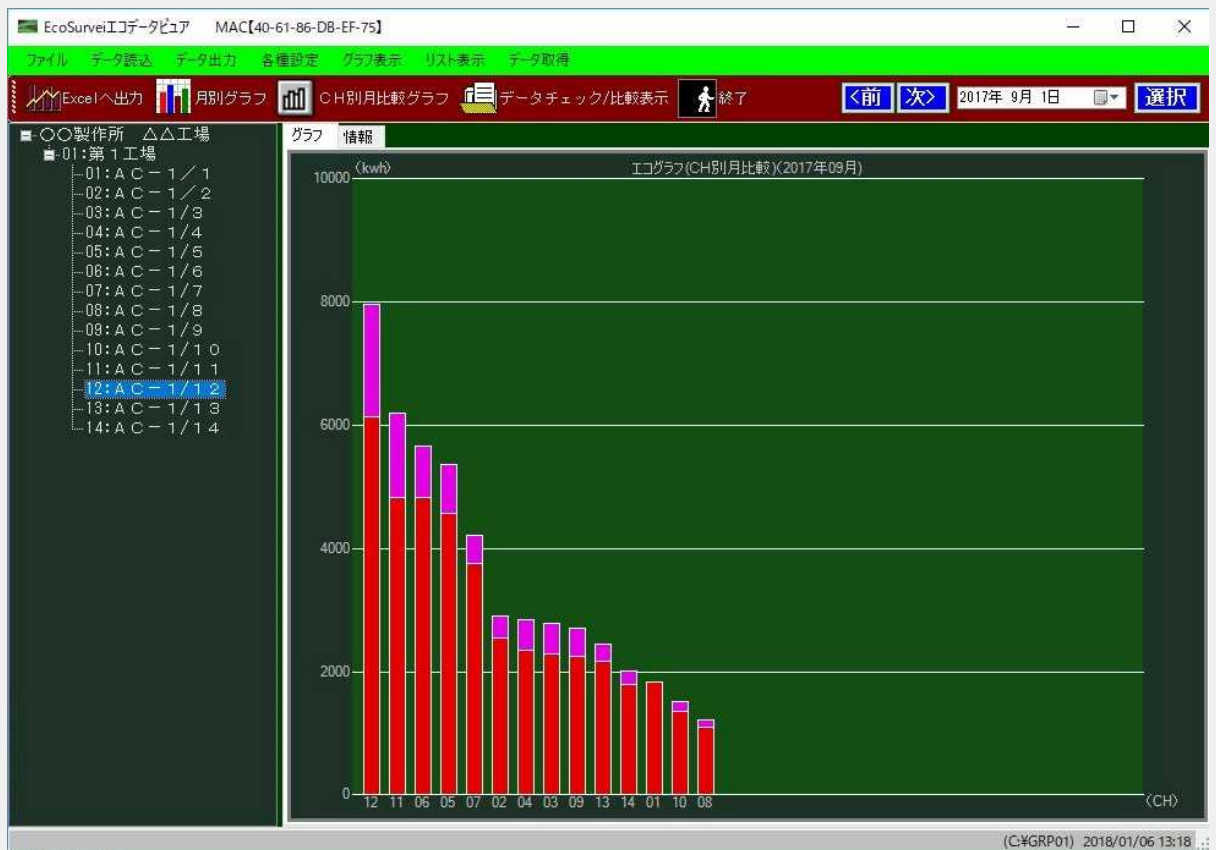 EcoSurveiエコデータピュア MAC【40-61-86-DB-EF-75】
ファイル データ読込 データ出力 各種設定 グラフ表示 リスト表示 データ取得
Excelへ出力 月別グラフ CH別月比較グラフ データチェック/比較表示 終了 <前 次> 2017年 9月 1日 選択
○○製作所 △△工場
01:第1工場
01:AC-1/1
02:AC-1/2
03:AC-1/3
04:AC-1/4
05:AC-1/5
06:AC-1/6
07:AC-1/7
08:AC-1/8
09:AC-1/9
10:AC-1/10
11:AC-1/11
12:AC-1/12
13:AC-1/13
14:AC-1/14
グラフ 情報
(kwh) エコグラフ(CH別月比較)(2017年09月)
10000
8000
6000
4000
2000
0
12 11 06 05 07 02 04 03 09 13 14 01 10 08 (CH)
(C:¥GRP01) 2018/01/06 13:18